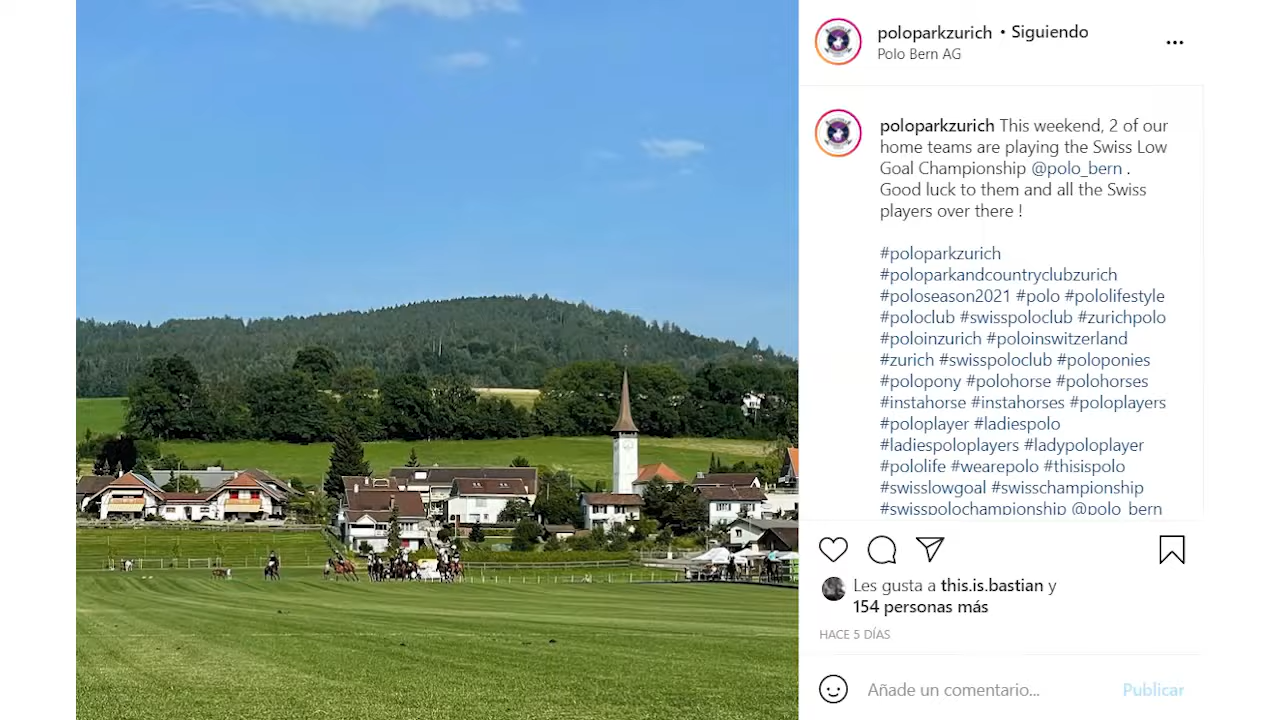 poloparkzurich • Siguiendo
Polo Bern AG
poloparkzurich This weekend, 2 of our
home teams are playing the Swiss Low
Goal Championship @polo_bern .
Good luck to them and all the Swiss
players over there !
#poloparkzurich
#poloparkandcountryclubzurich
#poloseason2021 #polo #pololifestyle
#poloclub #swisspoloclub #zurichpolo
#poloinzurich #poloinswitzerland
#zurich #swisspoloclub #poloponies
#polopony #polohorse #polohorses
#instahorse #instahorses #poloplayers
#poloplayer #ladiespolo
#ladiespoloplayers #ladypoloplayer
#pololife #wearepolo #thisispolo
#swisslowgoal #swisschampionship
#swisspolochampionship @polo_bern
Les gusta a this.is.bastian y
154 personas más
HACE 5 DÍAS
Añade un comentario...
Publicar